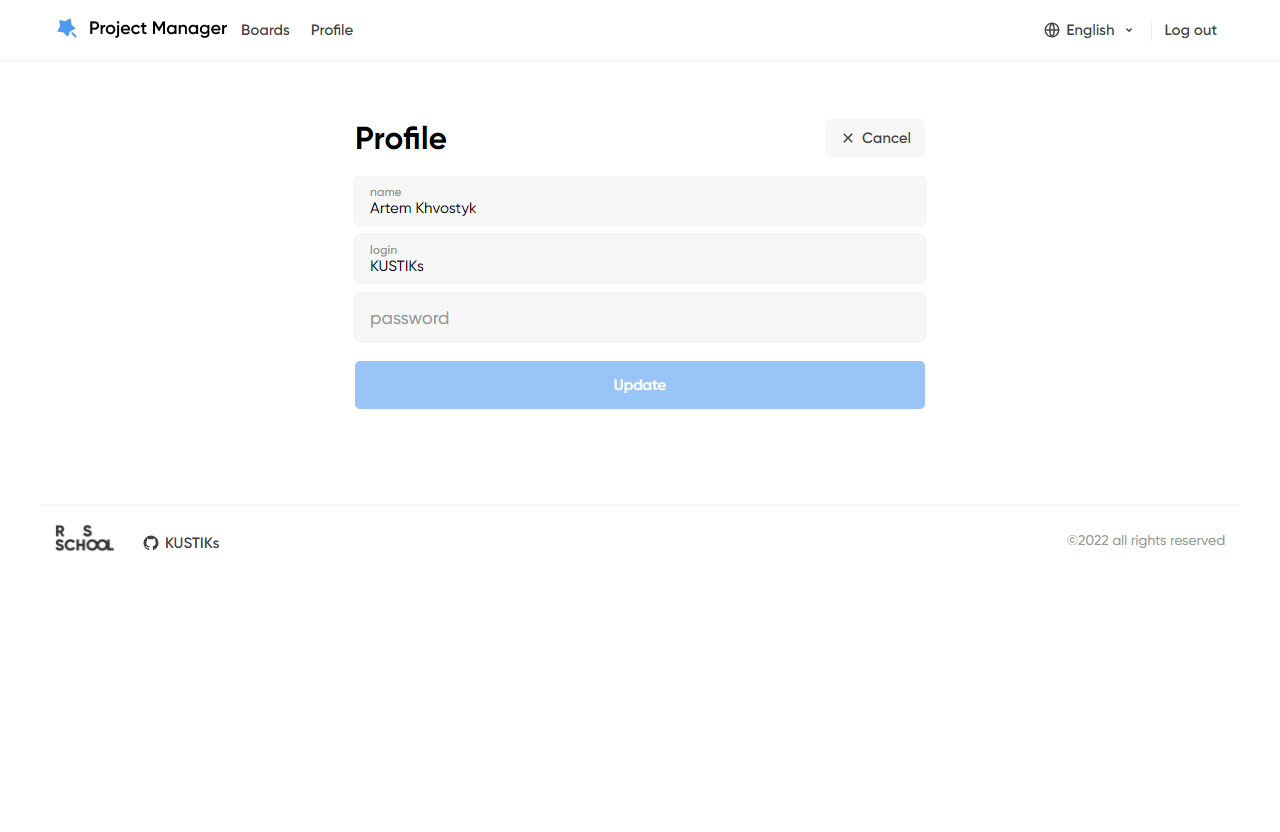 Project Manager Boards Profile English Log out
Profile Cancel
name
Artem Khvostyk
login
KUSTIKs
password
Update
R S
SCHOOL KUSTIKs ©2022 all rights reserved